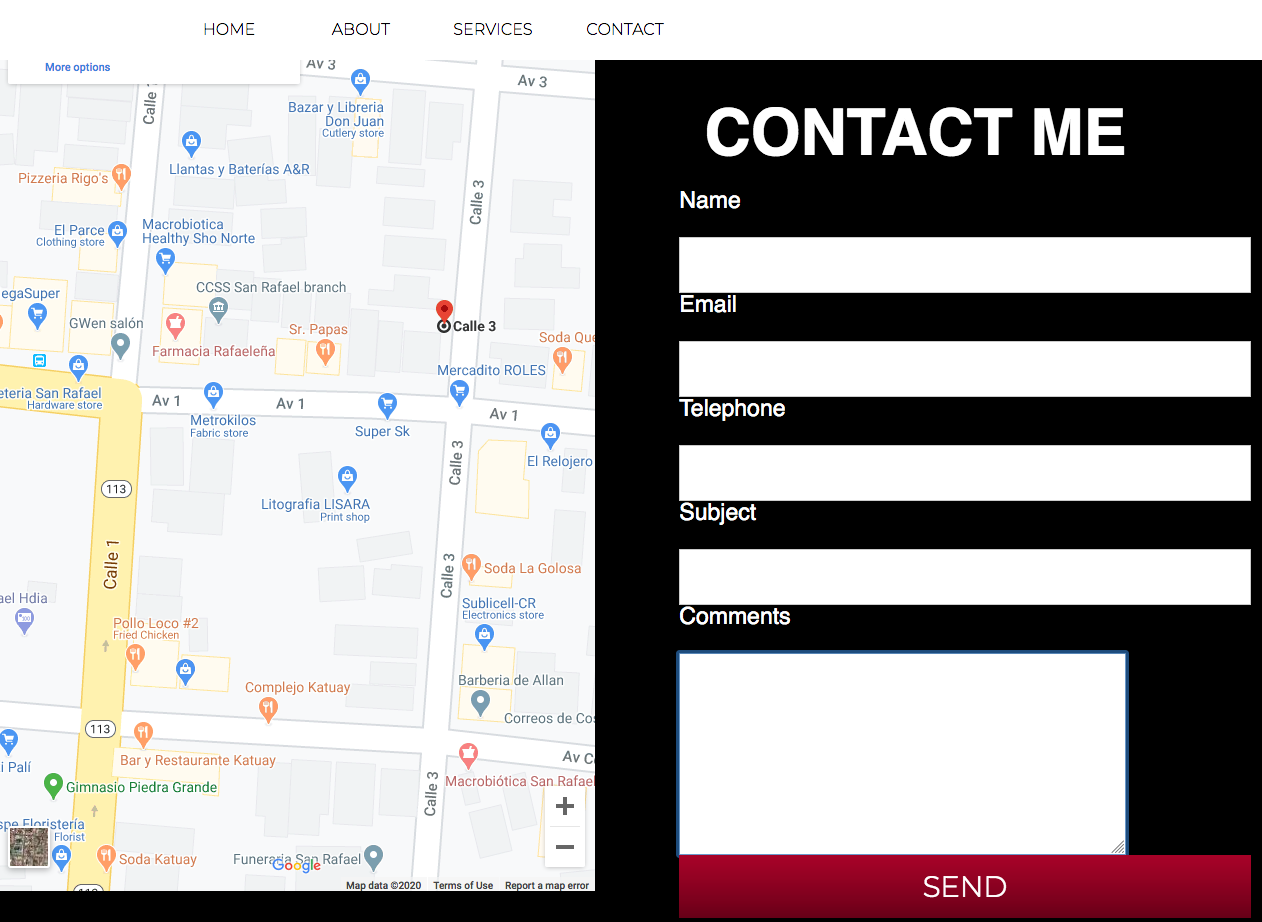 HOME
ABOUT
SERVICES
CONTACT
More options
Av 3
Av 3
Calle 3
Bazar y Libreria
Don Juan
Cutlery store
Llantas y Baterías A&R
Pizzeria Rigo's
El Parce
Clothing store
Macrobiotica
Healthy Sho Norte
CCSS San Rafael branch
egaSuper
GWen salón
Farmacia Rafaeleña
Sr. Papas
Calle 3
Soda Que
Mercadito ROLES
eteria San Rafael
Hardware store
Av 1
Av 1
Av 1
Metrokilos
Fabric store
Super Sk
El Relojero
Calle 3
113
Litografia LISARA
Print shop
Calle 1
Calle 3
Soda La Golosa
ael Hdia
Sublicell-CR
Electronics store
Pollo Loco #2
Fried Chicken
Barberia de Allan
Complejo Katuay
Correos de Cos
113
Bar y Restaurante Katuay
Av C
i Palí
Macrobiótica San Rafael
Gimnasio Piedra Grande
Calle 3
spe Floristería
Florist
Soda Katuay
Funeraria San Rafael
Google
113
Map data ©2020
Terms of Use
Report a map error
CONTACT ME
Name
Email
Telephone
Subject
Comments
SEND